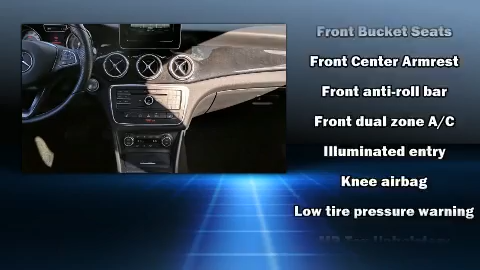 Front Bucket Seats
Front Center Armrest
Front anti-roll bar
Front dual zone A/C
Illuminated entry
Knee airbag
Low tire pressure warning